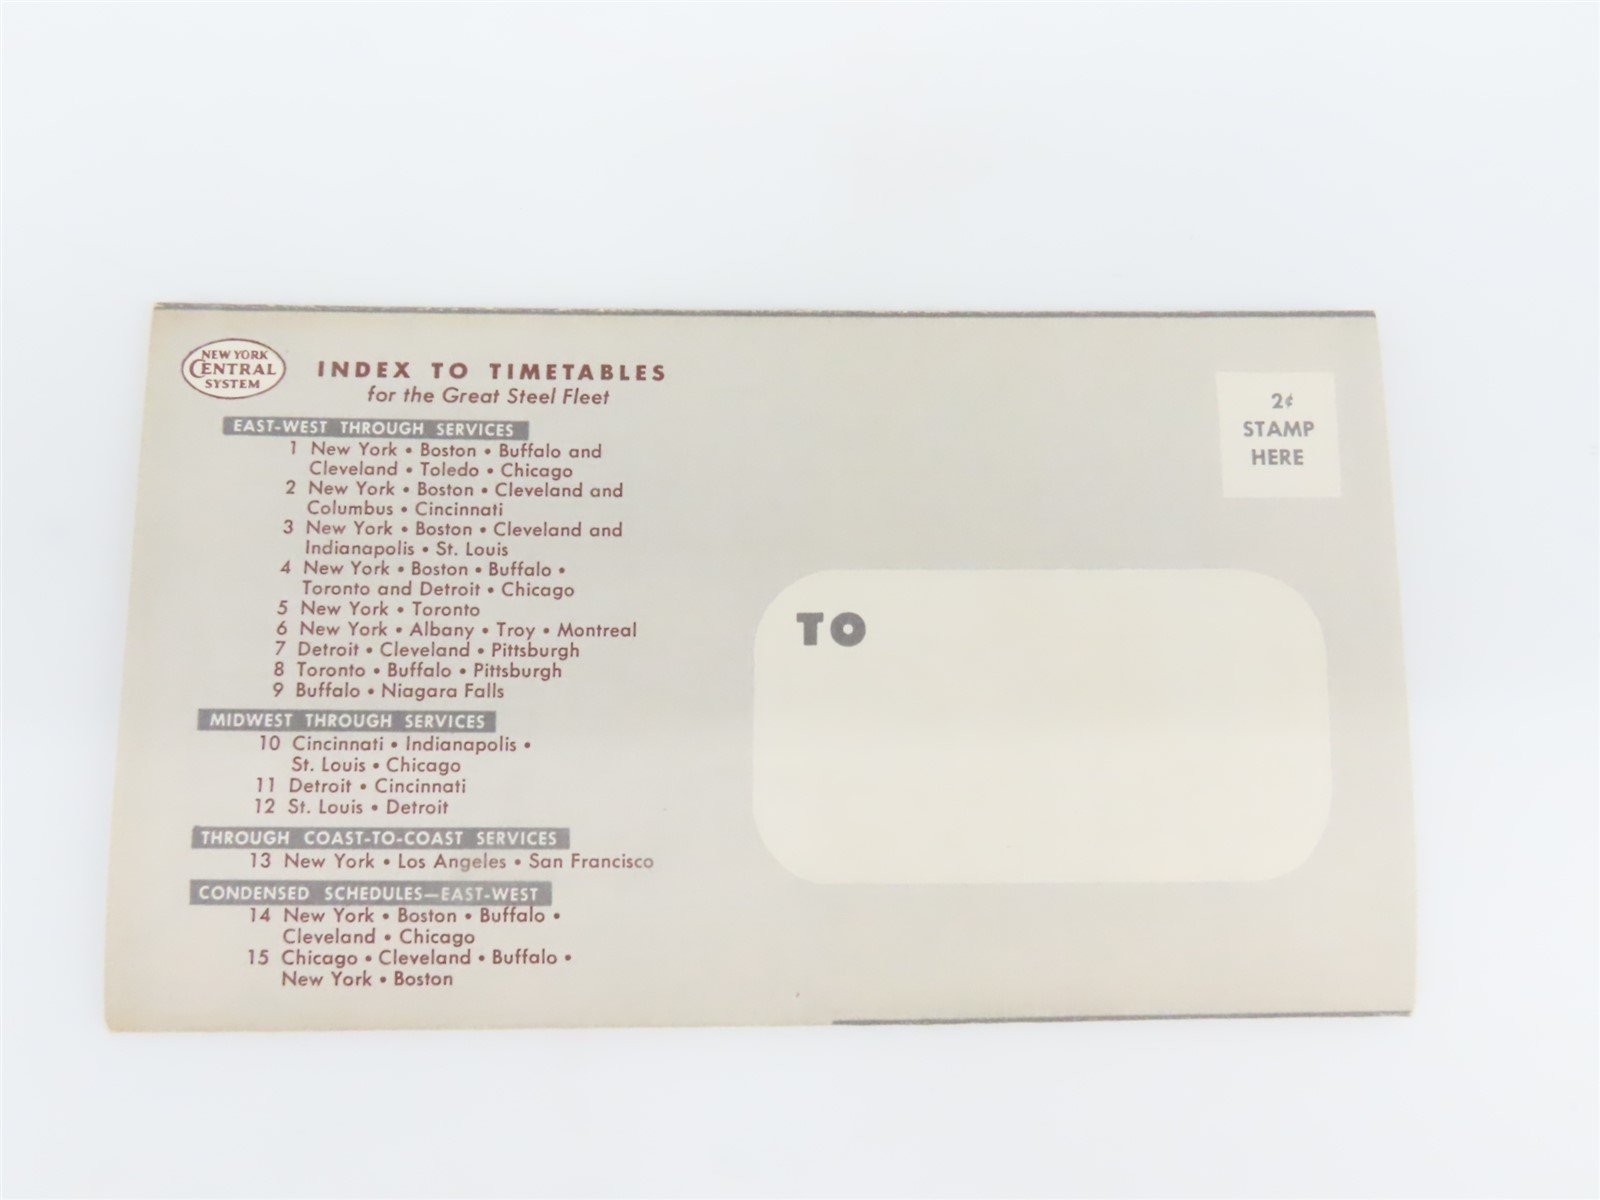 NEW YORK
CENTRAL
SYSTEM
INDEX TO TIMETABLES
for the Great Steel Fleet
EAST-WEST THROUGH SERVICES
1 New York • Boston • Buffalo and
Cleveland • Toledo • Chicago
2 New York • Boston • Cleveland and
Columbus • Cincinnati
3 New York • Boston • Cleveland and
Indianapolis • St. Louis
4 New York • Boston • Buffalo •
Toronto and Detroit • Chicago
5 New York • Toronto
6 New York • Albany • Troy • Montreal
7 Detroit • Cleveland • Pittsburgh
8 Toronto • Buffalo • Pittsburgh
9 Buffalo • Niagara Falls
MIDWEST THROUGH SERVICES
10 Cincinnati • Indianapolis •
St. Louis • Chicago
11 Detroit • Cincinnati
12 St. Louis • Detroit
THROUGH COAST-TO-COAST SERVICES
13 New York • Los Angeles • San Francisco
CONDENSED SCHEDULES—EAST-WEST
14 New York • Boston • Buffalo •
Cleveland • Chicago
15 Chicago • Cleveland • Buffalo •
New York • Boston
2¢
STAMP
HERE
TO